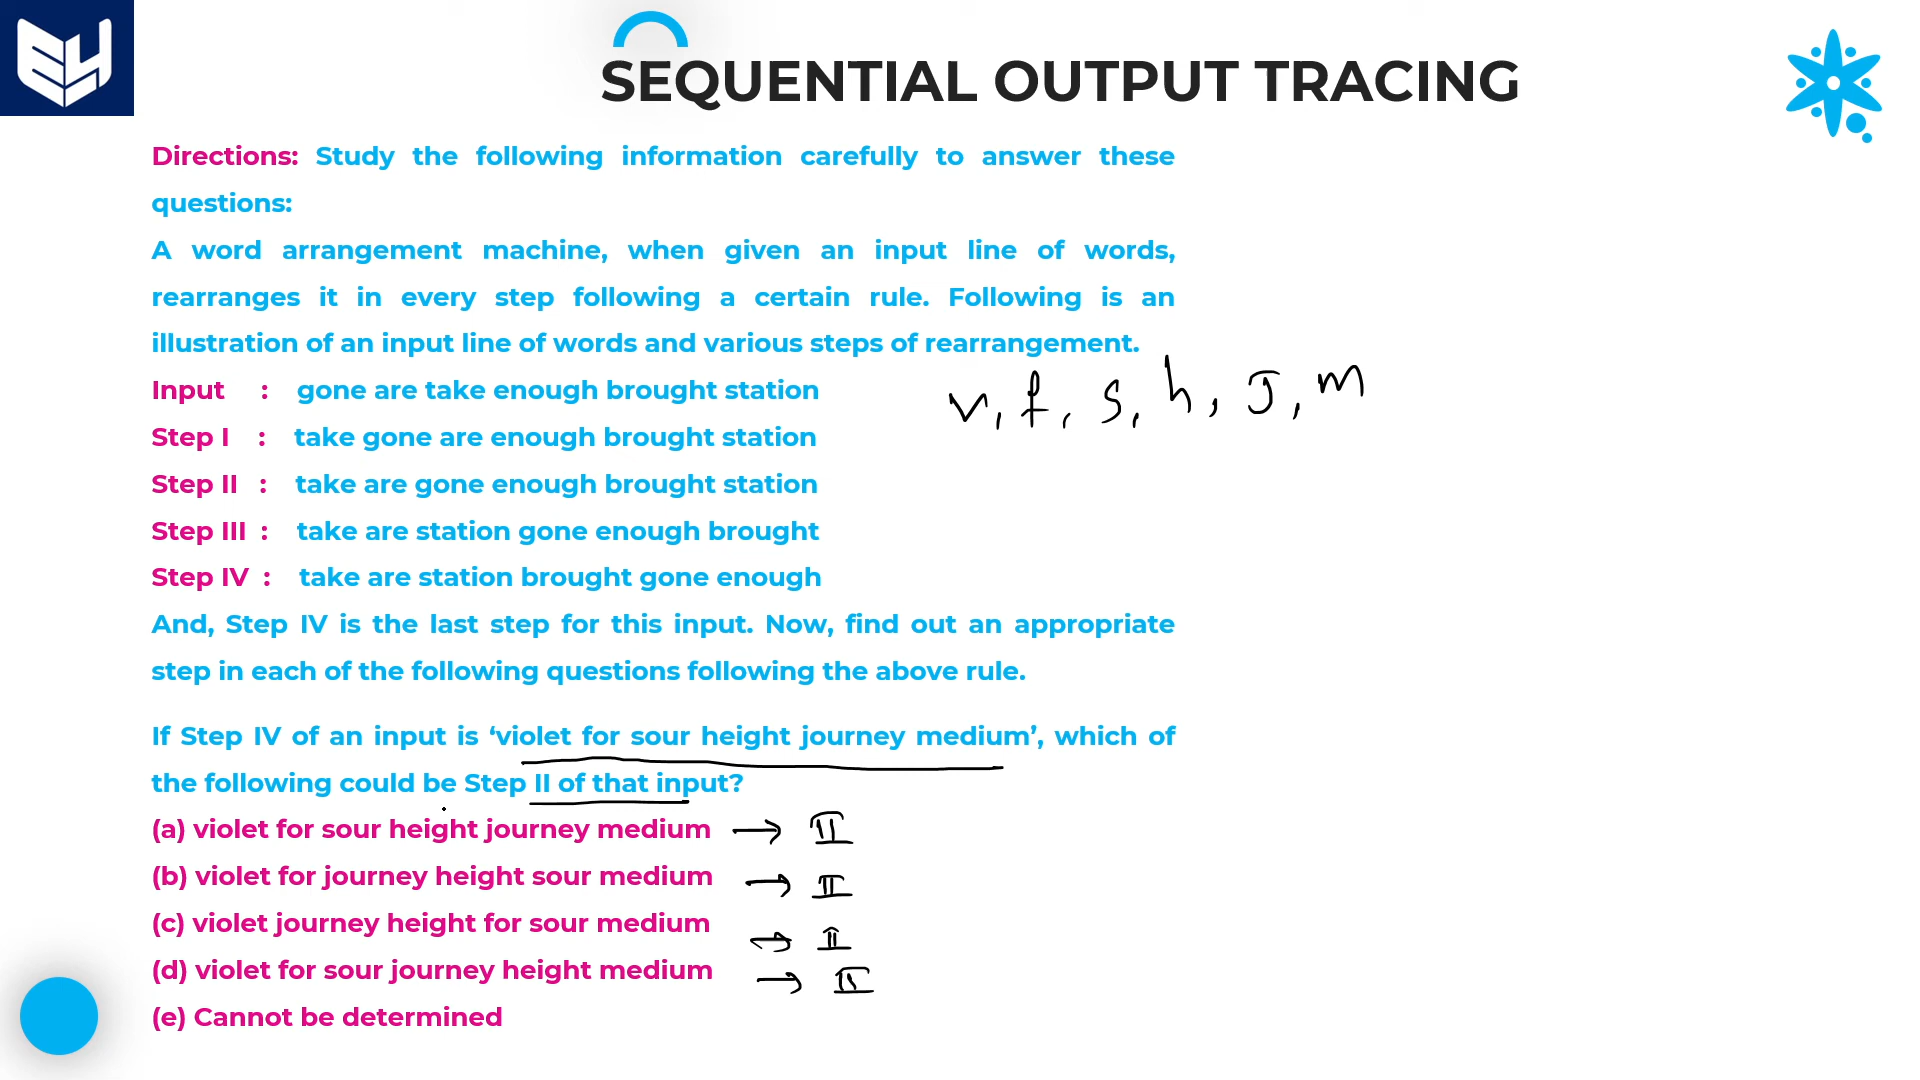 SEQUENTIAL OUTPUT TRACING
Directions: Study the following information carefully to answer these
questions:
A word arrangement machine, when given an input line of words,
rearranges it in every step following a certain rule. Following is an
illustration of an input line of words and various steps of rearrangement.
Input : gone are take enough brought station
v, f, s, h, J, m
Step I : take gone are enough brought station
Step II : take are gone enough brought station
Step III : take are station gone enough brought
Step IV : take are station brought gone enough
And, Step IV is the last step for this input. Now, find out an appropriate
step in each of the following questions following the above rule.
If Step IV of an input is ‘violet for sour height journey medium’, which of
the following could be Step II of that input?
(a) violet for sour height journey medium → II
(b) violet for journey height sour medium → II
(c) violet journey height for sour medium → II
(d) violet for sour journey height medium → II
(e) Cannot be determined